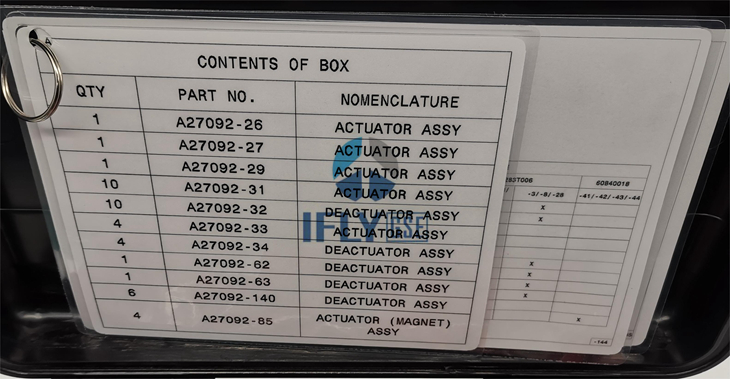 CONTENTS OF BOX
QTY PART NO. NOMENCLATURE
1 A27092-26 ACTUATOR ASSY
1 A27092-27 ACTUATOR ASSY
1 A27092-29 ACTUATOR ASSY
10 A27092-31 ACTUATOR ASSY
10 A27092-32 DEACTUATOR ASSY
4 A27092-33 ACTUATOR ASSY
4 A27092-34 DEACTUATOR ASSY
1 A27092-62 DEACTUATOR ASSY
1 A27092-63 DEACTUATOR ASSY
6 A27092-140 DEACTUATOR ASSY
4 A27092-85 ACTUATOR (MAGNET)
ASSY
IFLY GSE
-3/-8/-28 -41/-42/-43/-44
x
x
x
x
x
x
-144